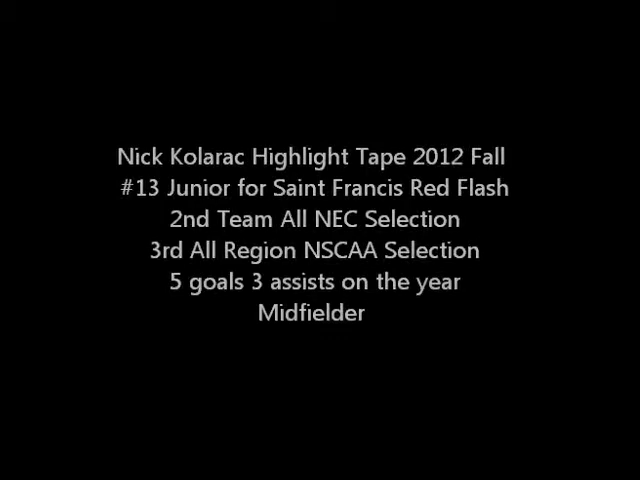 Nick Kolarac Highlight Tape 2012 Fall
#13 Junior for Saint Francis Red Flash
2nd Team All NEC Selection
3rd All Region NSCAA Selection
5 goals 3 assists on the year
Midfielder